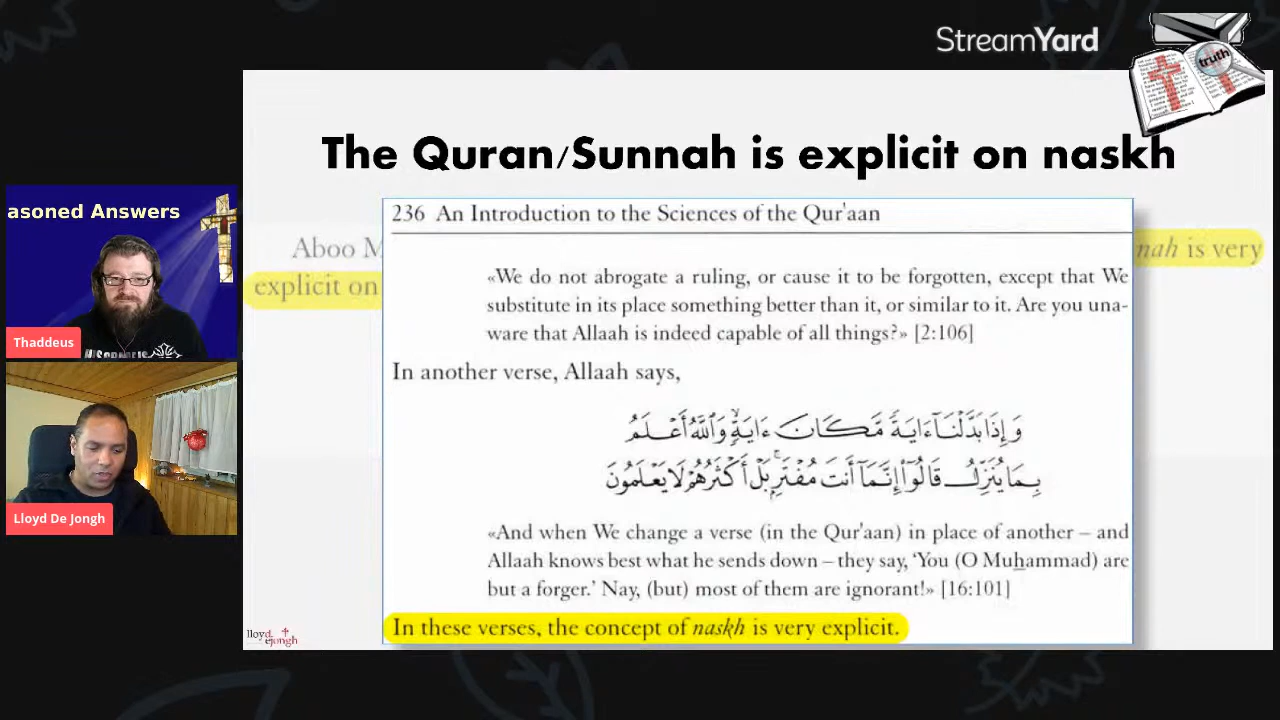 StreamYard
truth
The Quran/Sunnah is explicit on naskh
asoned Answers
Thaddeus
Lloyd De Jongh
Aboo M
nah is very
explicit on
236 An Introduction to the Sciences of the Qur'aan
«We do not abrogate a ruling, or cause it to be forgotten, except that We
substitute in its place something better than it, or similar to it. Are you una-
ware that Allaah is indeed capable of all things?» [2:106]
In another verse, Allaah says,
وَإِذَا بَدَّلْنَآ ءَايَةً مَّكَانَ ءَايَةٍ ۙ وَٱللَّهُ أَعْلَمُ
بِمَا يُنَزِّلُ قَالُوٓا۟ إِنَّمَآ أَنتَ مُفْتَرٍۭ ۚ بَلْ أَكْثَرُهُمْ لَا يَعْلَمُونَ
«And when We change a verse (in the Qur'aan) in place of another – and
Allaah knows best what he sends down – they say, 'You (O Muḥammad) are
but a forger.' Nay, (but) most of them are ignorant!» [16:101]
In these verses, the concept of naskh is very explicit.
lloyd
dejongh